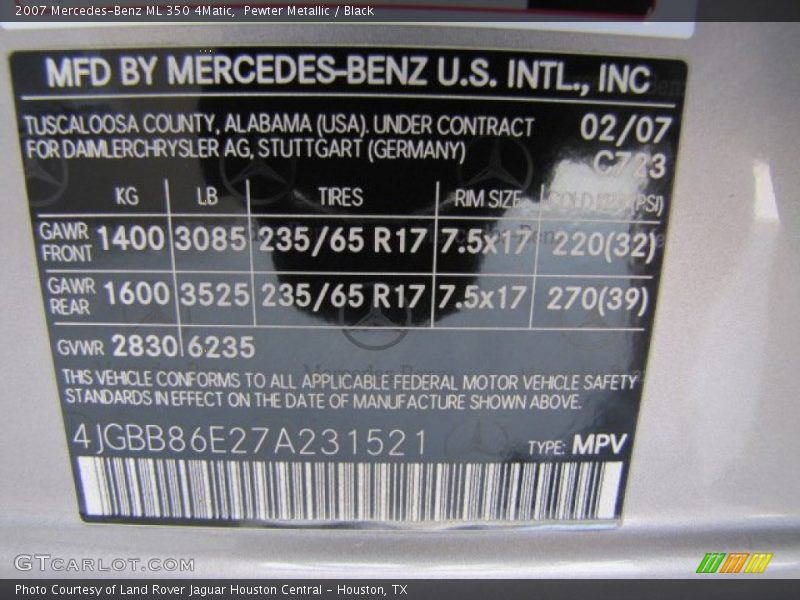 2007 Mercedes-Benz ML 350 4Matic, Pewter Metallic / Black
MFD BY MERCEDES-BENZ U.S. INTL., INC
TUSCALOOSA COUNTY, ALABAMA (USA). UNDER CONTRACT 02/07
FOR DAIMLERCHRYSLER AG, STUTTGART (GERMANY) C723
KG LB TIRES RIM SIZE (PSI)
GAWR FRONT 1400 3085 235/65 R17 7.5x17 220(32)
GAWR REAR 1600 3525 235/65 R17 7.5x17 270(39)
GVWR 2830 6235
THIS VEHICLE CONFORMS TO ALL APPLICABLE FEDERAL MOTOR VEHICLE SAFETY
STANDARDS IN EFFECT ON THE DATE OF MANUFACTURE SHOWN ABOVE.
4JGBB86E27A231521 TYPE: MPV
GTCARLOT.COM
Photo Courtesy of Land Rover Jaguar Houston Central - Houston, TX